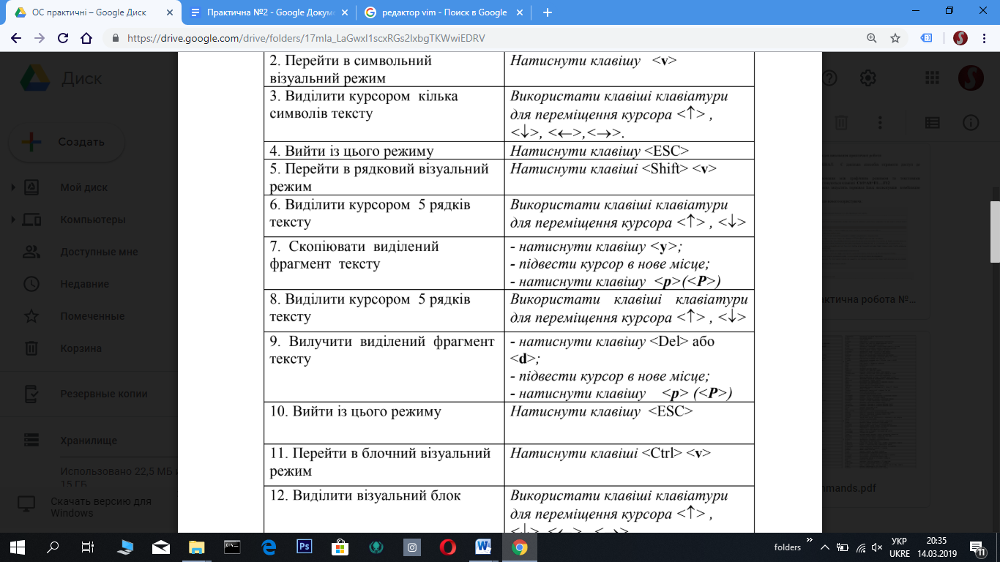 ОС практичні – Google Диск
Практична №2 - Google Докум
редактор vim - Поиск в Google
https://drive.google.com/drive/folders/17mla_LaGwxI1scxRGs2IxbgTKWwiEDRV
Диск
Создать
Мой диск
Компьютеры
Доступные мне
Недавние
Помеченные
Корзина
Резервные копии
Хранилище
Использовано 22,5 МБ
15 ГБ
Скачать версию для
Windows
2. Перейти в символьний
візуальний режим
Натиснути клавішу <v>
3. Виділити курсором кілька
символів тексту
Використати клавіші клавіатури
для переміщення курсора <↑> ,
<↓>, <←>,<→>.
4. Вийти із цього режиму
Натиснути клавішу <ESC>
5. Перейти в рядковий візуальний
режим
Натиснути клавіші <Shift> <v>
6. Виділити курсором 5 рядків
тексту
Використати клавіші клавіатури
для переміщення курсора <↑> , <↓>
7. Скопіювати виділений
фрагмент тексту
- натиснути клавішу <y>;
- підвести курсор в нове місце;
- натиснути клавішу <p>(<P>)
8. Виділити курсором 5 рядків
тексту
Використати клавіші клавіатури
для переміщення курсора <↑> , <↓>
9. Вилучити виділений фрагмент
тексту
- натиснути клавішу <Del> або
<d>;
- підвести курсор в нове місце;
- натиснути клавішу <p> (<P>)
10. Вийти із цього режиму
Натиснути клавішу <ESC>
11. Перейти в блочний візуальний
режим
Натиснути клавіші <Ctrl> <v>
12. Виділити візуальний блок
Використати клавіші клавіатури
для переміщення курсора <↑> ,
<↓>, <←>, <→>
актична робота №...
mmands.pdf
folders
УКР
UKRE
20:35
14.03.2019
11